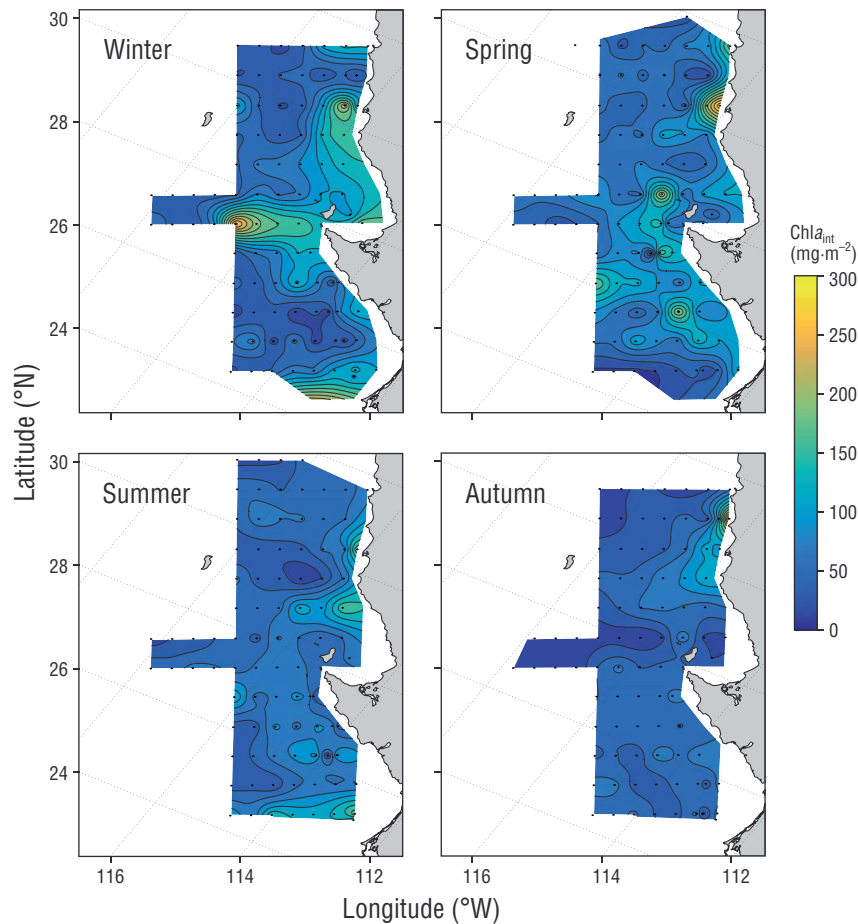 Winter
Spring
30
28
26
24
Summer
Autumn
30
28
26
24
116
114
112
116
114
112
Latitude (°N)
Longitude (°W)
Chla_int
(mg·m⁻²)
300
250
200
150
100
50
0